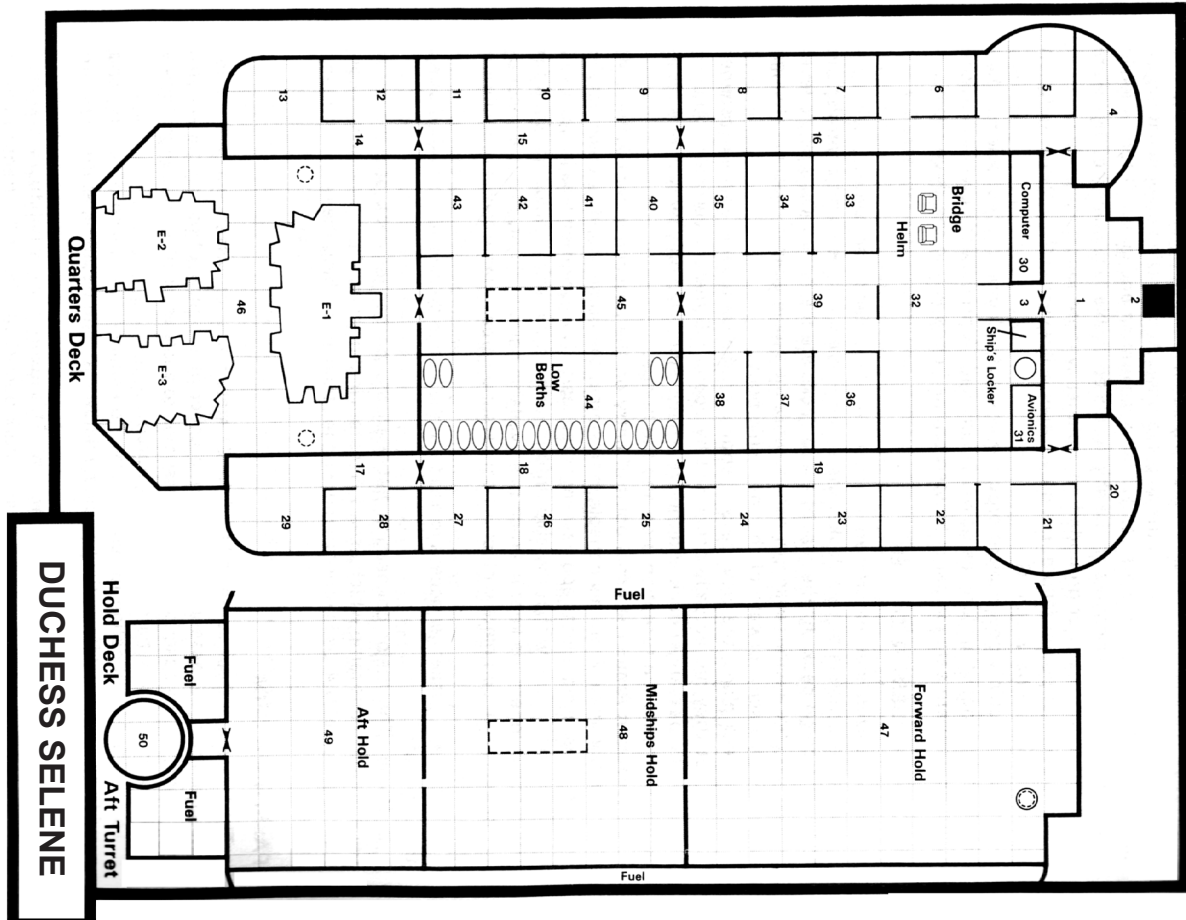 DUCHESS SELENE
Quarters Deck
13
12
11
10
9
8
7
6
5
4
14
15
16
43
42
41
40
35
34
33
Bridge
Helm
Computer
30
E-2
E-1
E-3
46
45
39
32
3
1
2
Ship's Locker
Avionics
31
Low
Berths
44
38
37
36
17
18
19
20
29
28
27
26
25
24
23
22
21
Hold Deck
Aft Turret
Fuel
Fuel
50
Fuel
Aft Hold
49
Midships Hold
48
Forward Hold
47
Fuel